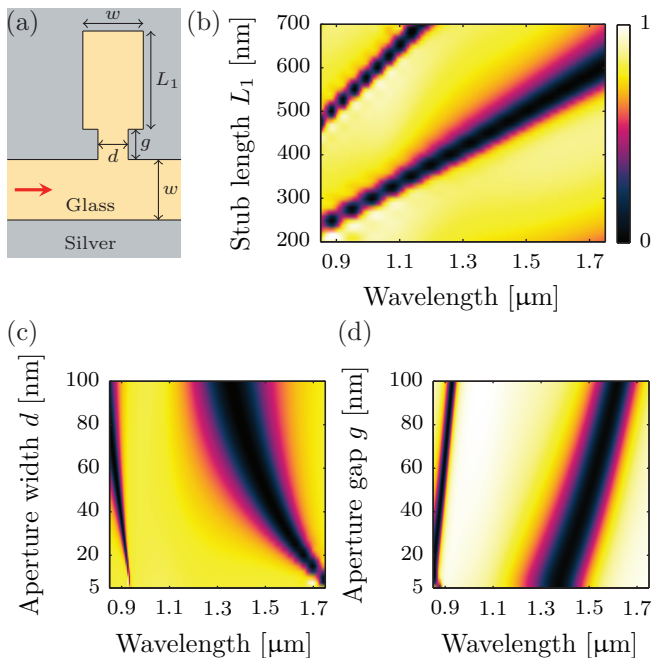 (a)
w
L₁
d
g
w
Glass
Silver
(b)
Stub length L₁ [nm]
700
600
500
400
300
200
0.9 1.1 1.3 1.5 1.7
Wavelength [μm]
1
0
(c)
Aperture width d [nm]
100
80
60
40
20
5
0.9 1.1 1.3 1.5 1.7
Wavelength [μm]
(d)
Aperture gap g [nm]
100
80
60
40
20
5
0.9 1.1 1.3 1.5 1.7
Wavelength [μm]